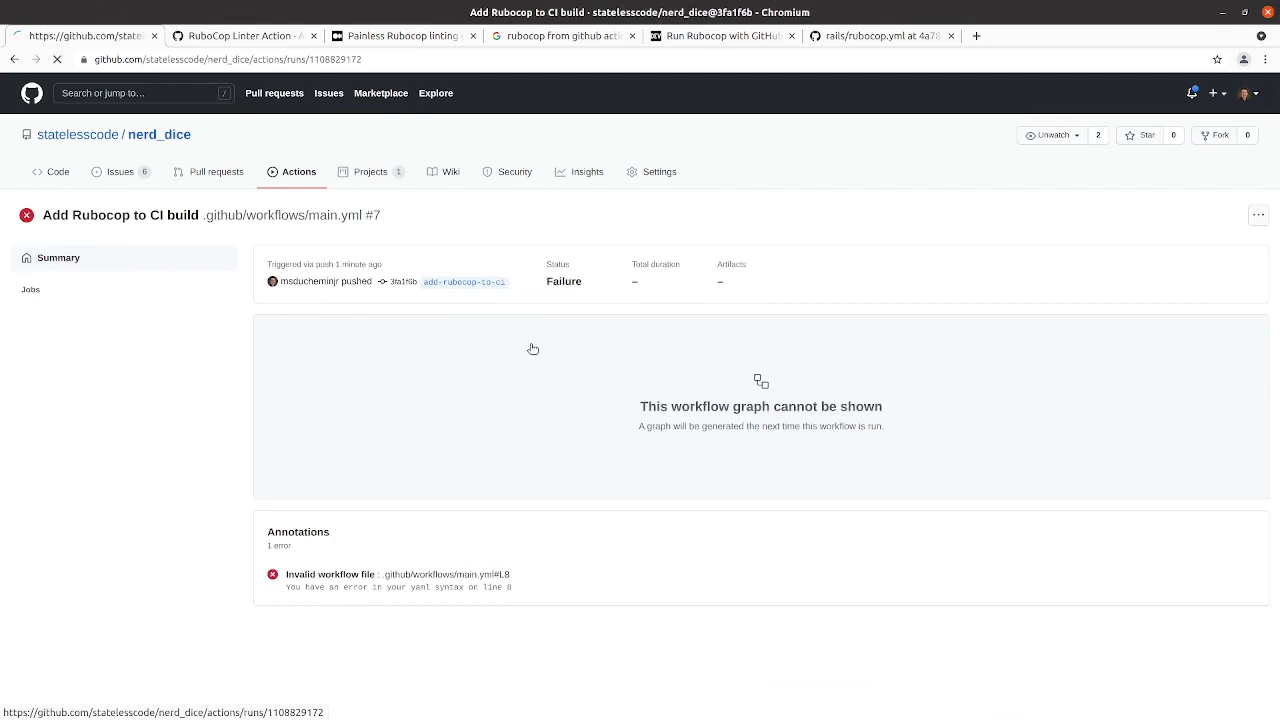 Add Rubocop to CI build · statelesscode/nerd_dice@3fa1f6b - Chromium
https://github.com/statel
RuboCop Linter Action · A
Painless Rubocop linting
rubocop from github acti
Run Rubocop with GitHub
rails/rubocop.yml at 4a78
github.com/statelesscode/nerd_dice/actions/runs/1108829172
Search or jump to... /
Pull requests Issues Marketplace Explore
statelesscode / nerd_dice
Unwatch 2 Star 0 Fork 0
Code Issues 6 Pull requests Actions Projects 1 Wiki Security Insights Settings
Add Rubocop to CI build .github/workflows/main.yml #7
Summary
Jobs
Triggered via push 1 minute ago
msducheminjr pushed 3fa1f6b add-rubocop-to-ci
Status
Failure
Total duration
–
Artifacts
–
This workflow graph cannot be shown
A graph will be generated the next time this workflow is run.
Annotations
1 error
Invalid workflow file : .github/workflows/main.yml#L8
You have an error in your yaml syntax on line 8
https://github.com/statelesscode/nerd_dice/actions/runs/1108829172